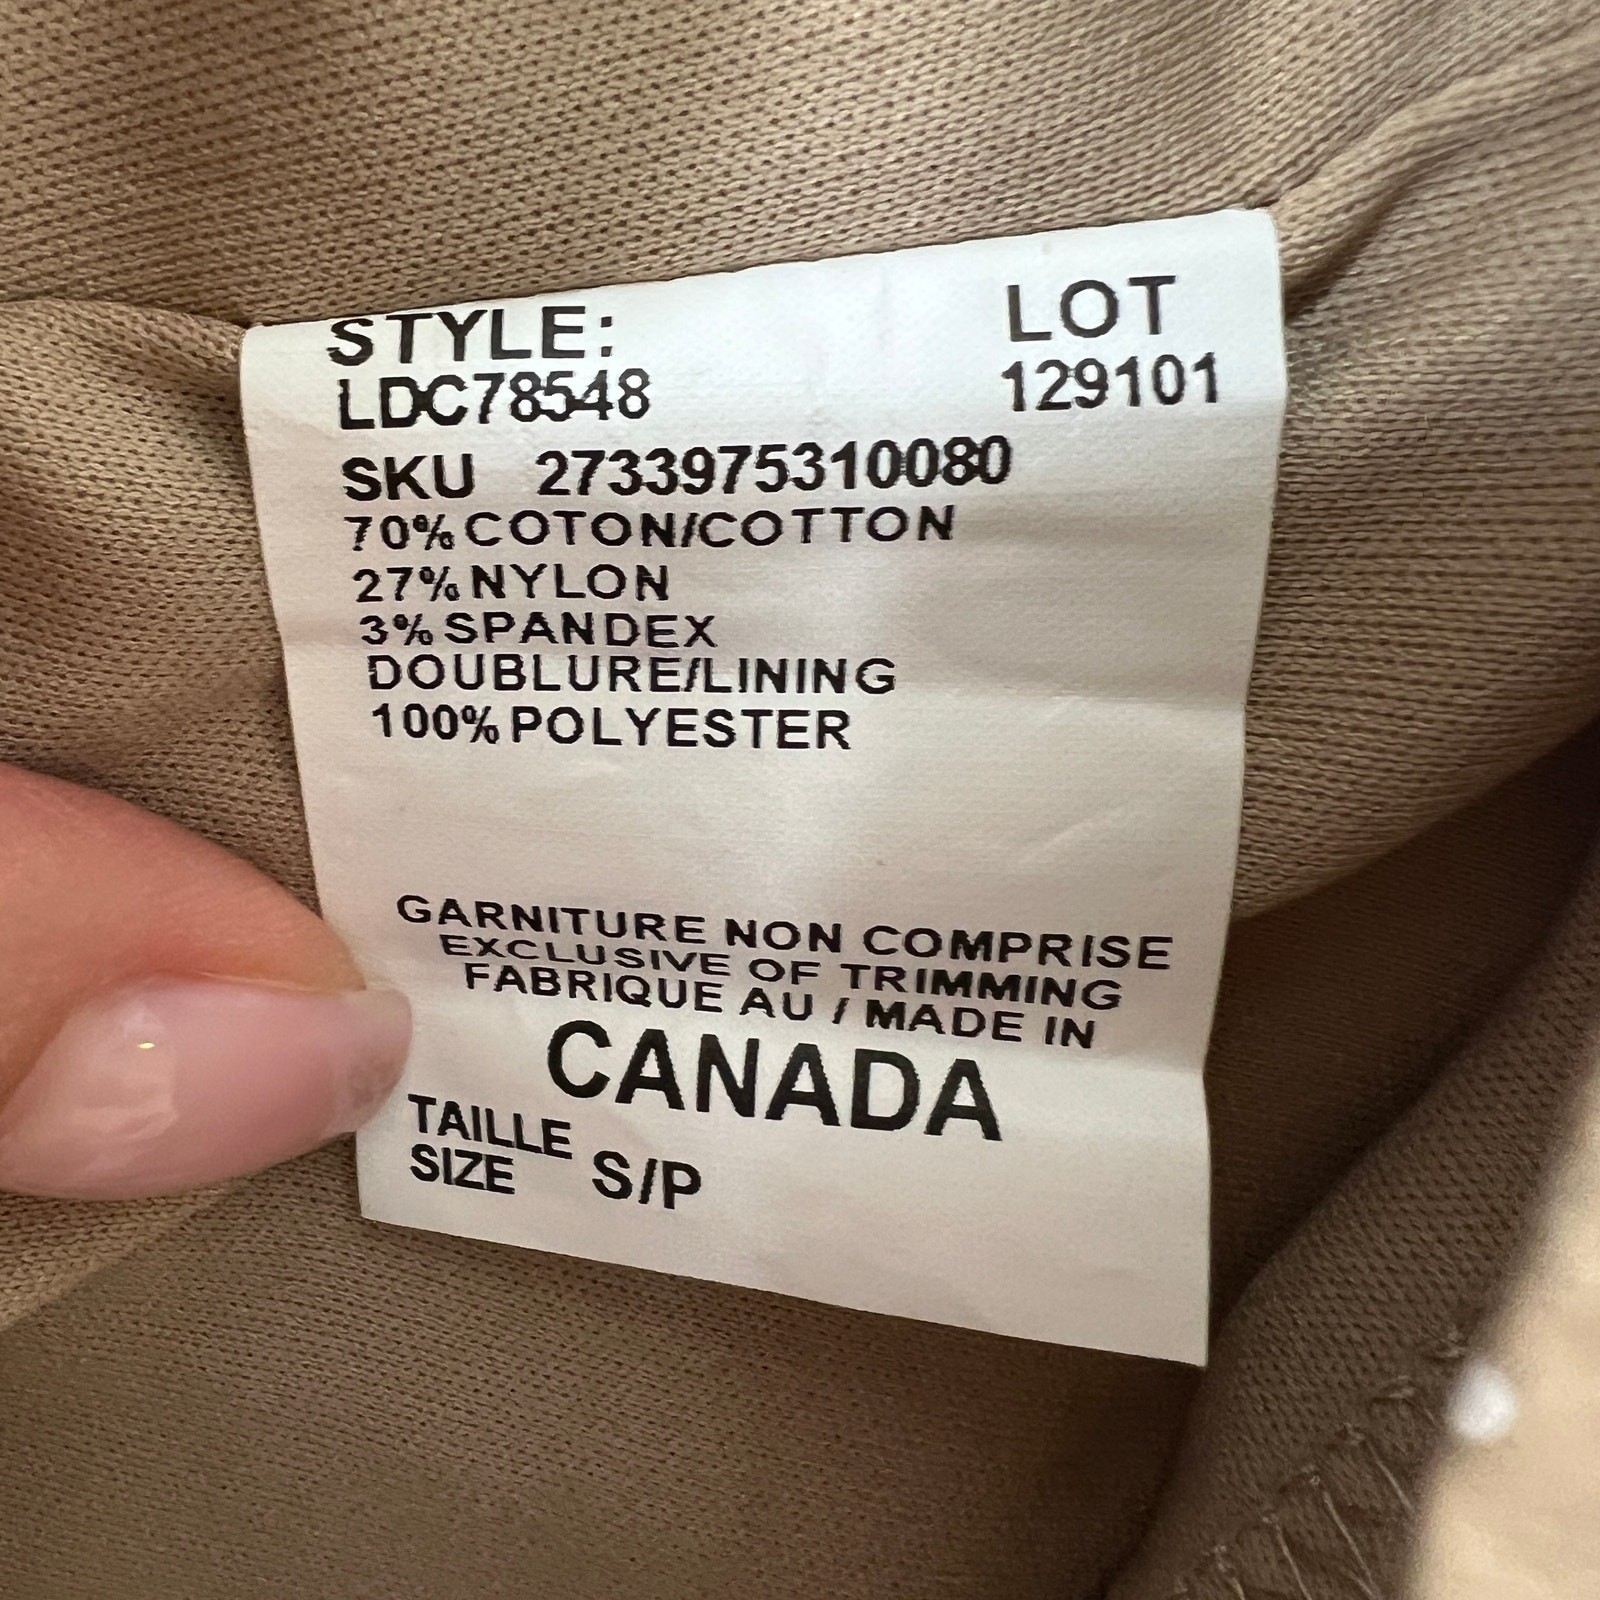 STYLE: LOT
LDC78548 129101
SKU 2733975310080
70% COTON/COTTON
27% NYLON
3% SPANDEX
DOUBLURE/LINING
100% POLYESTER
GARNITURE NON COMPRISE
EXCLUSIVE OF TRIMMING
FABRIQUE AU / MADE IN
CANADA
TAILLE
SIZE S/P